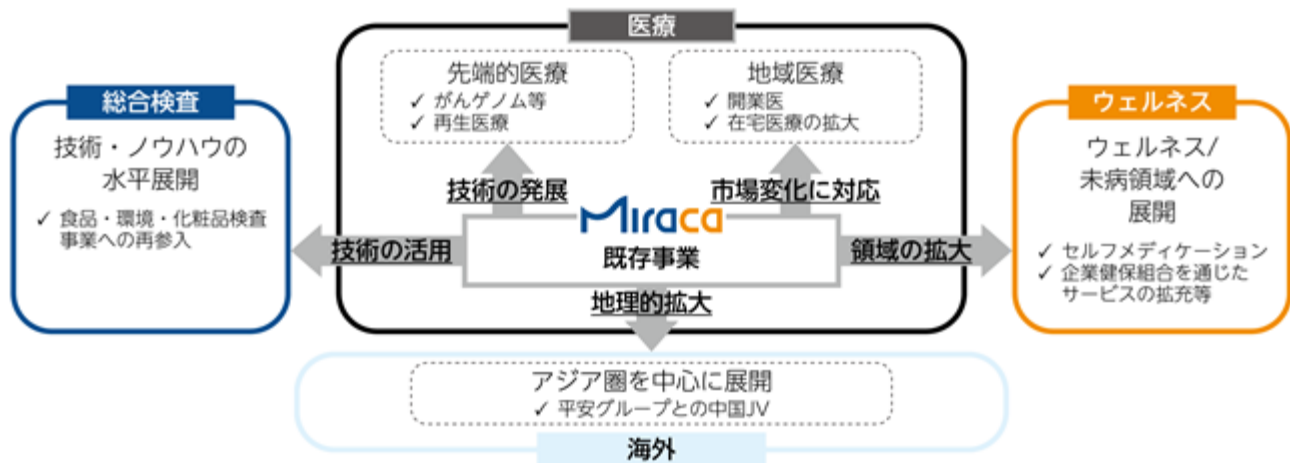 医療
先端的医療
✓ がんゲノム等
✓ 再生医療
地域医療
✓ 開業医
✓ 在宅医療の拡大
総合検査
技術・ノウハウの
水平展開
✓ 食品・環境・化粧品検査
事業への再参入
ウェルネス
ウェルネス/
未病領域への
展開
✓ セルフメディケーション
✓ 企業健保組合を通じた
サービスの拡充等
技術の発展
市場変化に対応
Miraca
既存事業
技術の活用
領域の拡大
地理的拡大
アジア圏を中心に展開
✓ 平安グループとの中国JV
海外